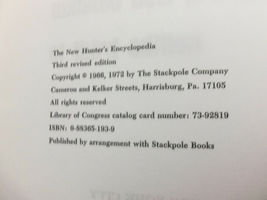 The New Hunter's Encyclopedia
Third revised edition
Copyright © 1966, 1972 by The Stackpole Company
Cameron and Kelker Streets, Harrisburg, Pa. 17105
All rights reserved
Library of Congress catalog card number: 73-92819
ISBN: 0-88365-193-9
Published by arrangement with Stackpole Books